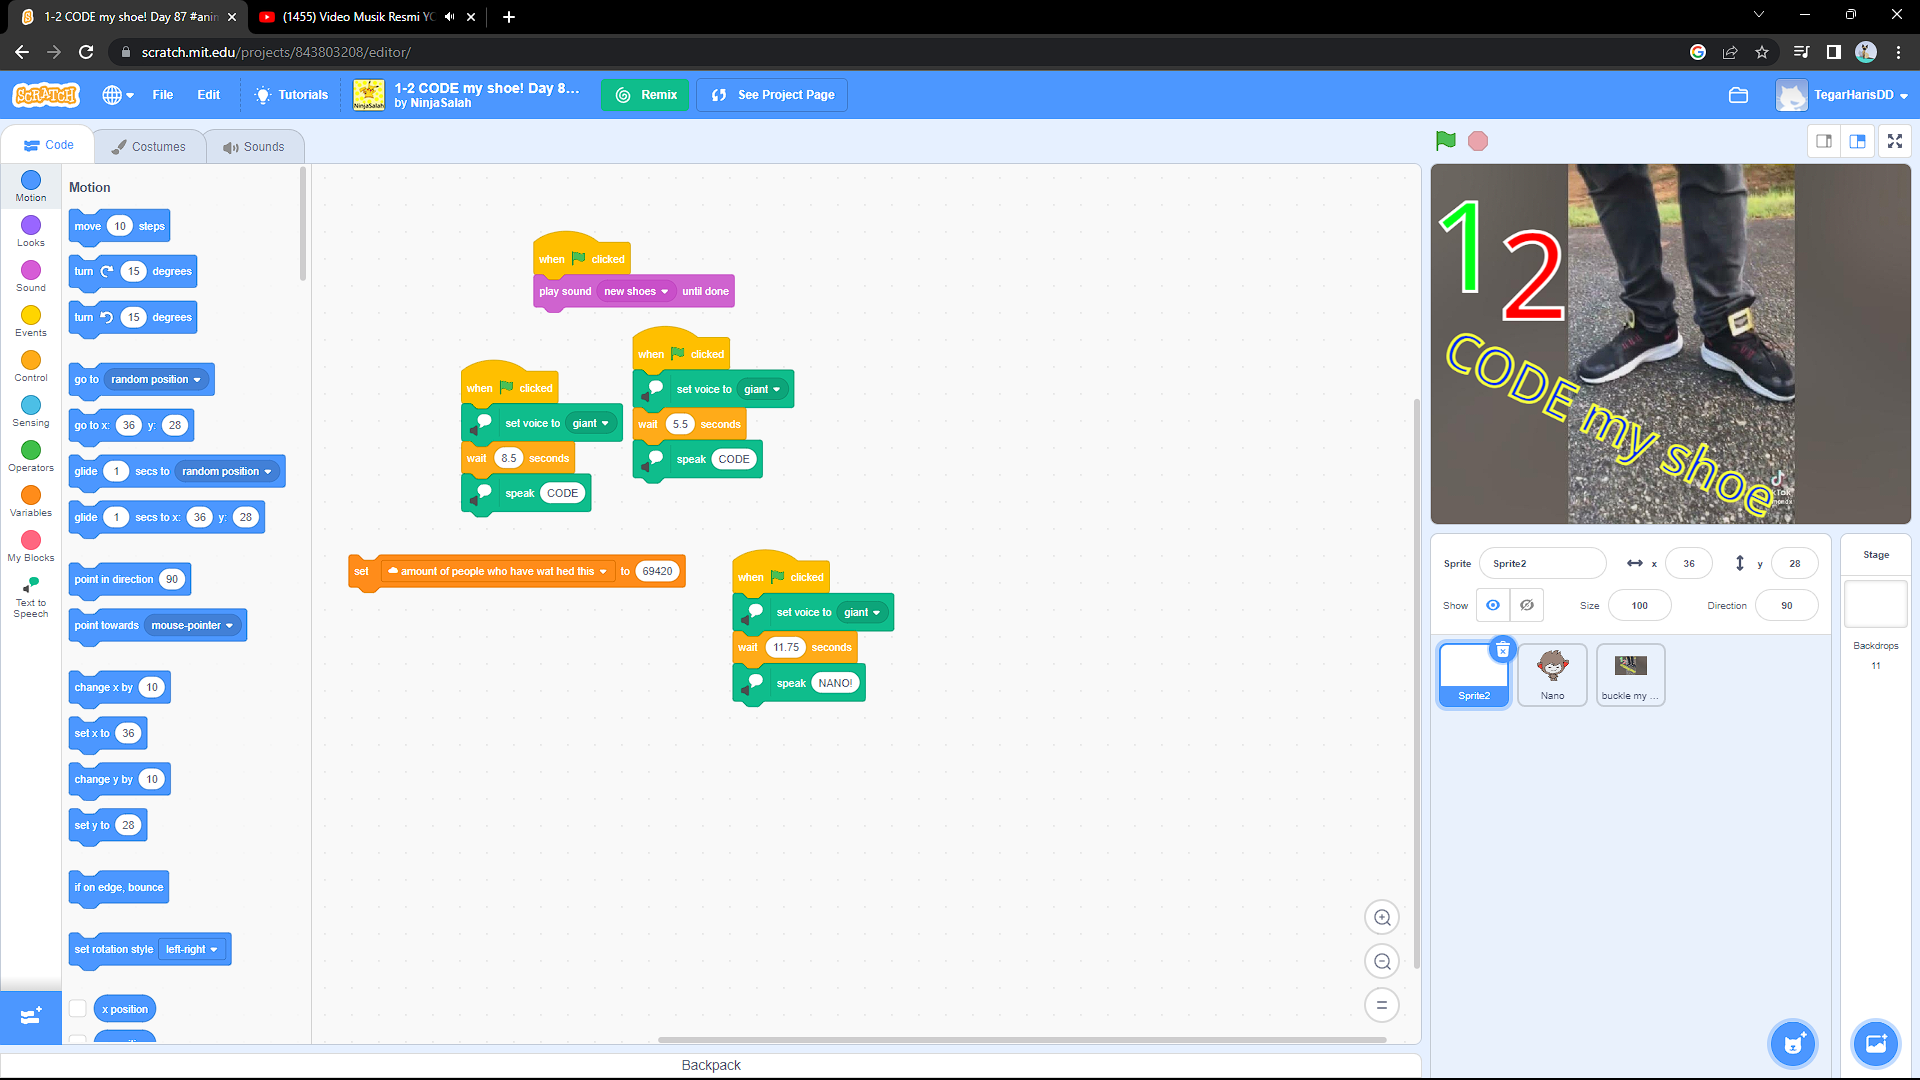 1-2 CODE my shoe! Day 87 #anin
(1455) Video Musik Resmi YO
scratch.mit.edu/projects/843803208/editor/
SCRATCH
File
Edit
Tutorials
NinjaSalah
1-2 CODE my shoe! Day 8...
by NinjaSalah
Remix
See Project Page
TegarHarisDD
Code
Costumes
Sounds
Motion
Looks
Sound
Events
Control
Sensing
Operators
Variables
My Blocks
Text to
Speech
Motion
move 10 steps
turn 15 degrees
turn 15 degrees
go to random position
go to x: 36 y: 28
glide 1 secs to random position
glide 1 secs to x: 36 y: 28
point in direction 90
point towards mouse-pointer
change x by 10
set x to 36
change y by 10
set y to 28
if on edge, bounce
set rotation style left-right
x position
when clicked
play sound new shoes until done
when clicked
set voice to giant
wait 5.5 seconds
speak CODE
when clicked
set voice to giant
wait 8.5 seconds
speak CODE
set amount of people who have wat hed this to 69420
when clicked
set voice to giant
wait 11.75 seconds
speak NANO!
Backpack
1
2
CODE my shoe
Sprite Sprite2 x 36 y 28
Show Size 100 Direction 90
Sprite2
Nano
buckle my ...
Stage
Backdrops
11